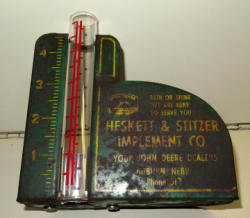 4
3
2
1
RAIN OR SHINE
WE ARE HERE
TO SERVE YOU
HESKETT & STITZER
IMPLEMENT CO.
YOUR JOHN DEERE DEALERS
AUBURN, NEBR.
Phone 317